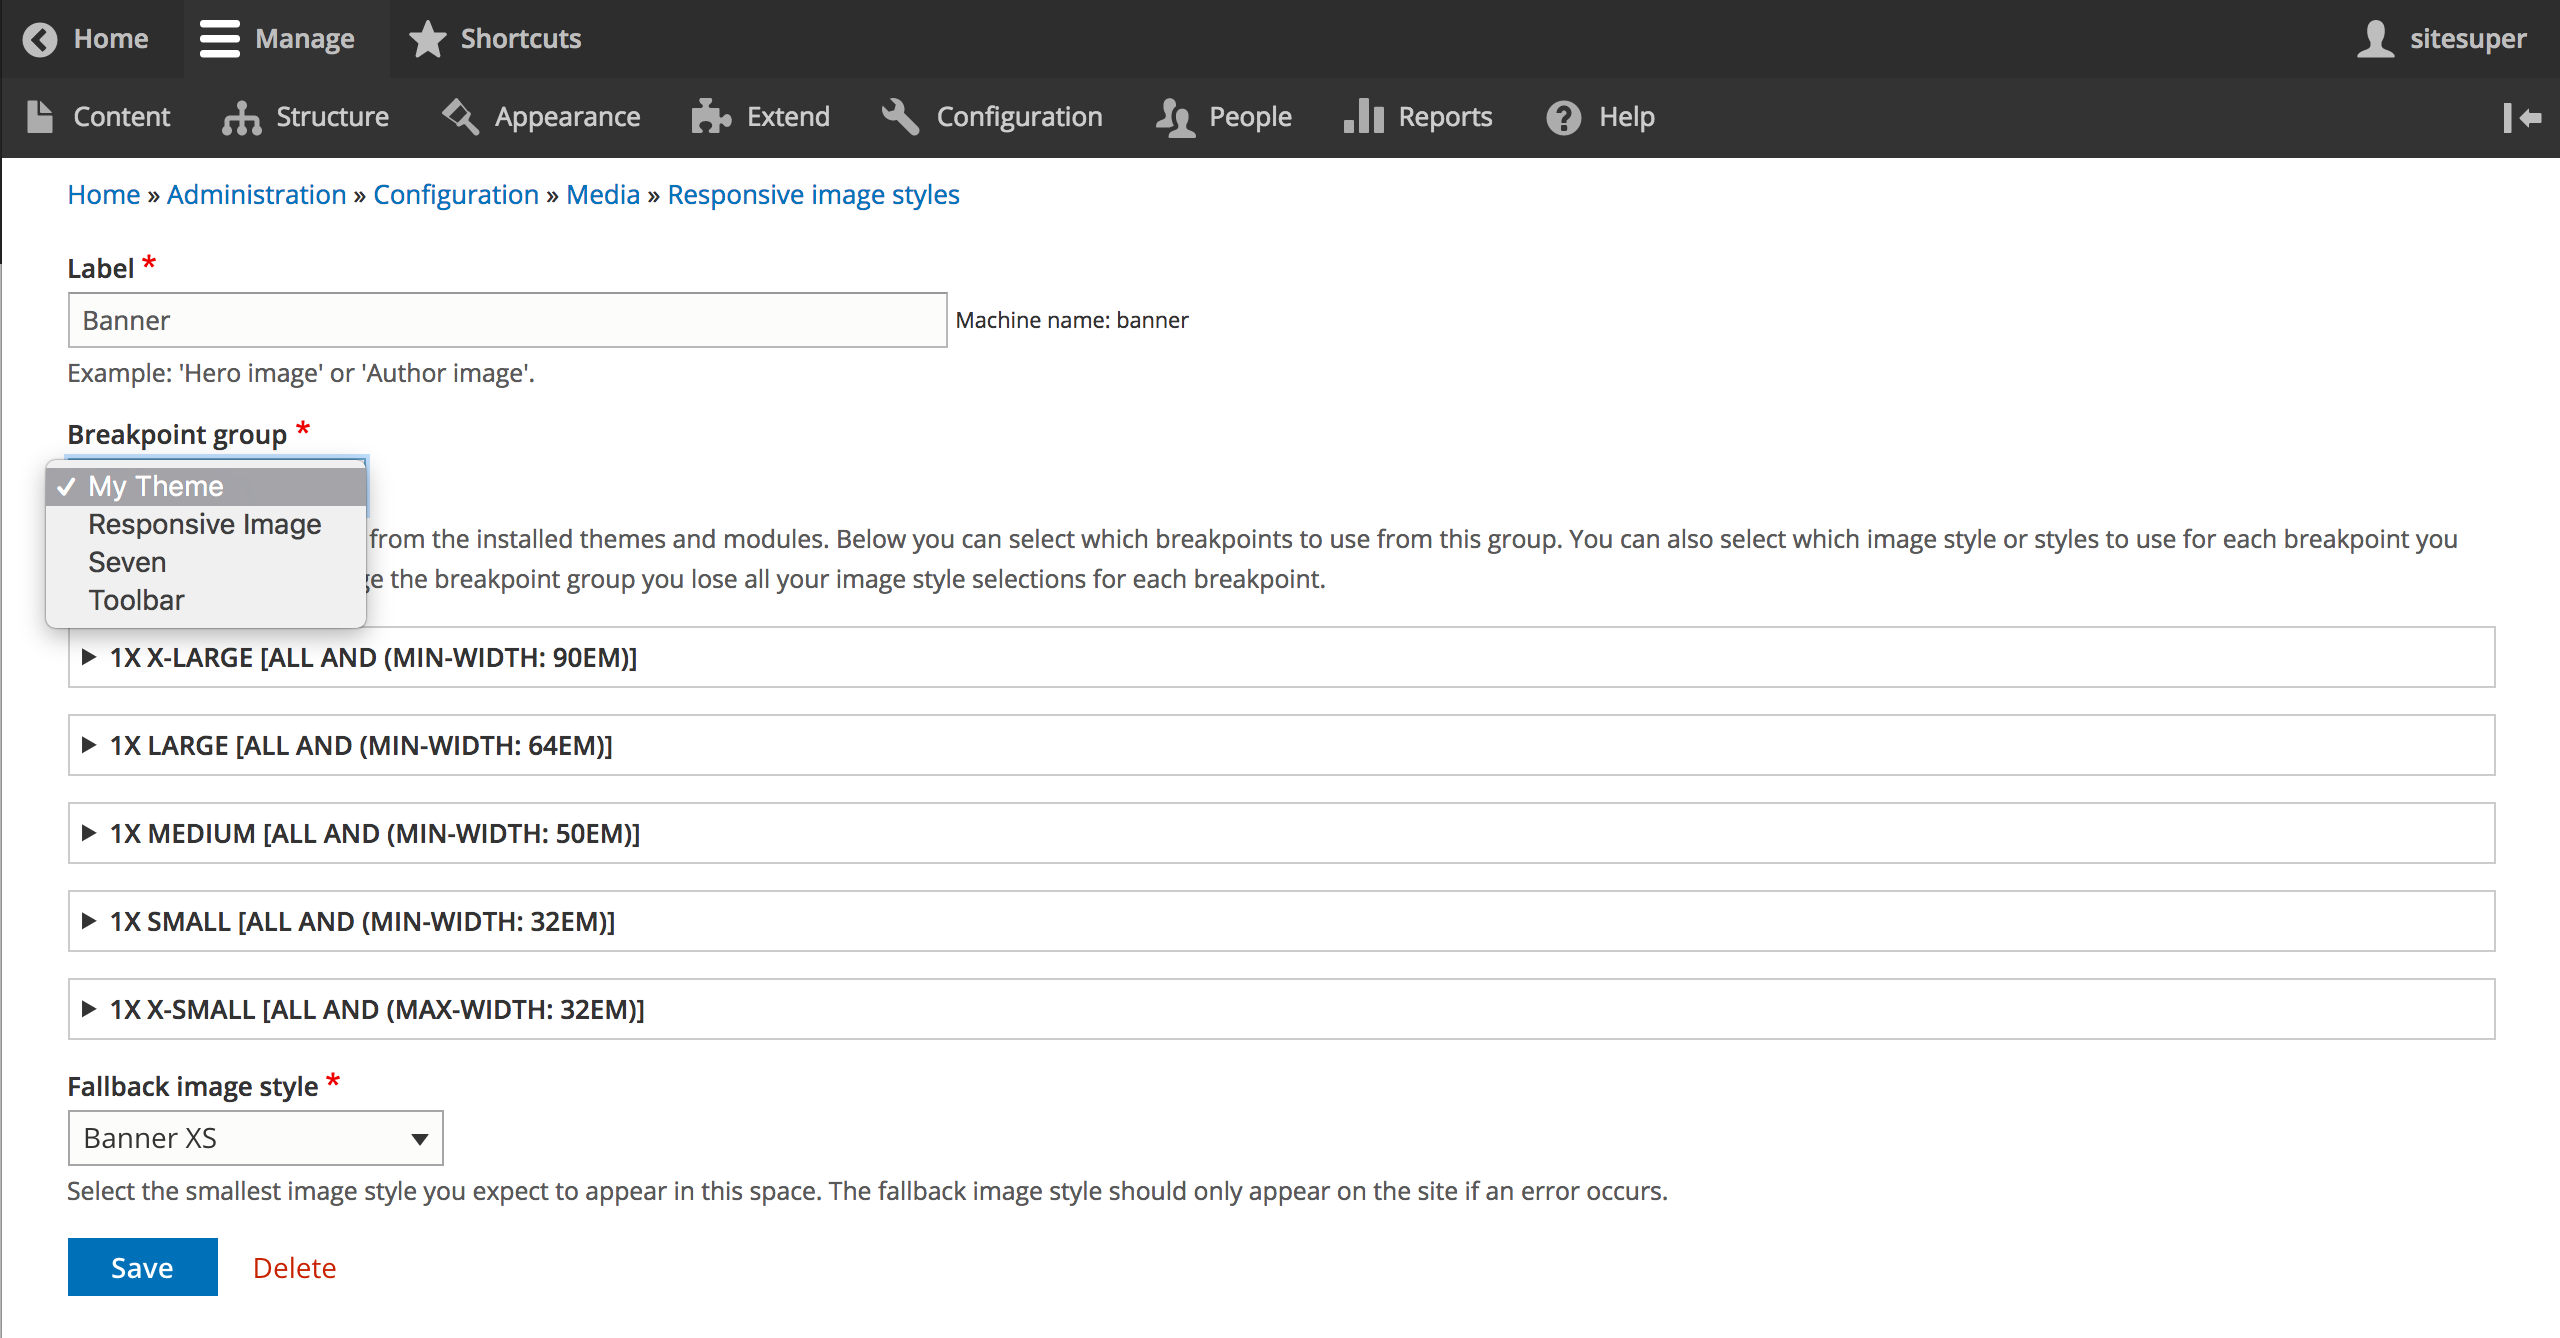 Home Manage Shortcuts sitesuper
Content Structure Appearance Extend Configuration People Reports Help
Home » Administration » Configuration » Media » Responsive image styles
Label *
Banner Machine name: banner
Example: 'Hero image' or 'Author image'.
Breakpoint group *
✓ My Theme
Responsive Image
Seven
Toolbar
from the installed themes and modules. Below you can select which breakpoints to use from this group. You can also select which image style or styles to use for each breakpoint you
the breakpoint group you lose all your image style selections for each breakpoint.
1X X-LARGE [ALL AND (MIN-WIDTH: 90EM)]
1X LARGE [ALL AND (MIN-WIDTH: 64EM)]
1X MEDIUM [ALL AND (MIN-WIDTH: 50EM)]
1X SMALL [ALL AND (MIN-WIDTH: 32EM)]
1X X-SMALL [ALL AND (MAX-WIDTH: 32EM)]
Fallback image style *
Banner XS
Select the smallest image style you expect to appear in this space. The fallback image style should only appear on the site if an error occurs.
Save Delete